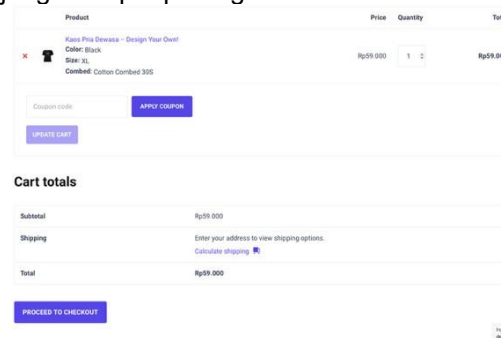 Product Price Quantity
Kaos Pria Dewasa – Design Your Own!
Color: Black
Size: XL
Combed: Cotton Combed 30S
Rp59.000 1
Coupon code APPLY COUPON
UPDATE CART
Cart totals
Subtotal Rp59.000
Shipping Enter your address to view shipping options.
Calculate shipping
Total Rp59.000
PROCEED TO CHECKOUT